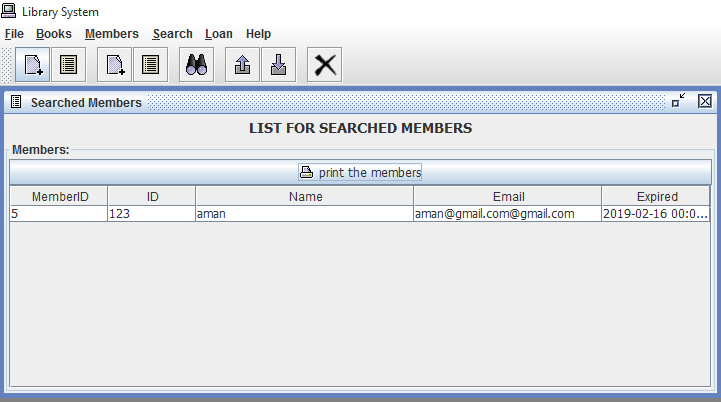 Library System
File Books Members Search Loan Help
Searched Members
LIST FOR SEARCHED MEMBERS
Members:
print the members
MemberID ID Name Email Expired
5 123 aman aman@gmail.com@gmail.com 2019-02-16 00:0...